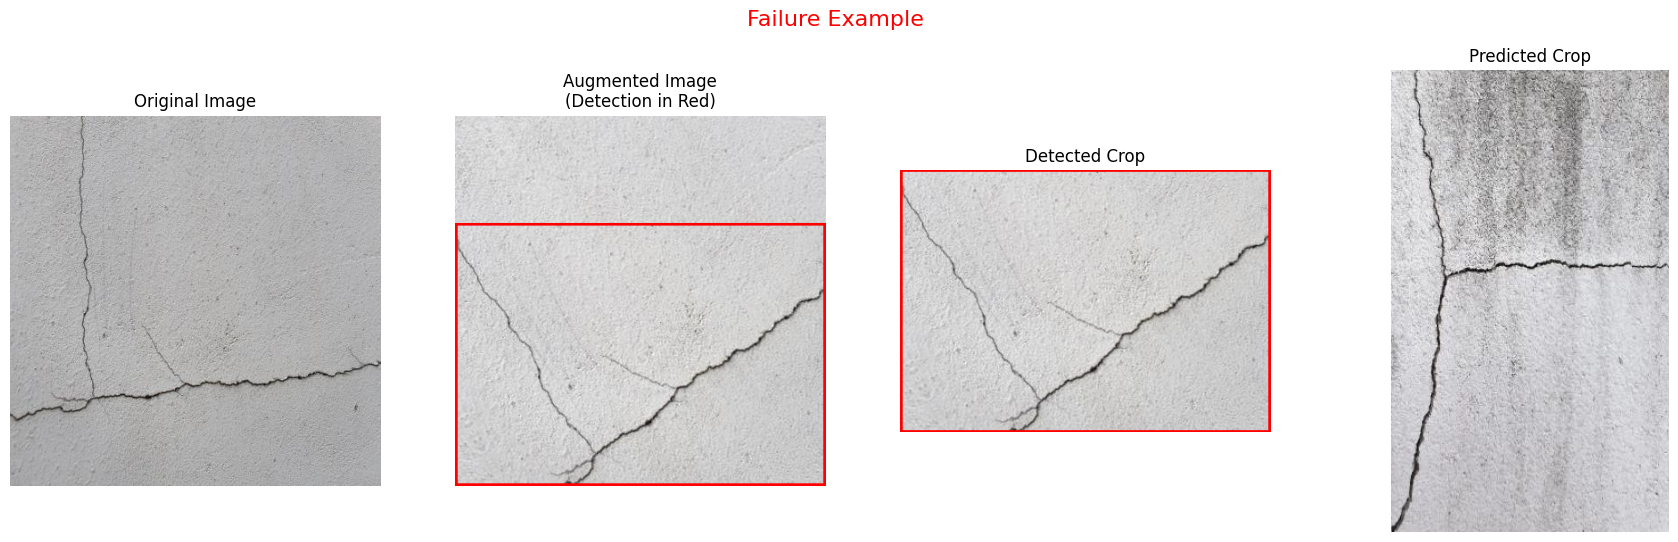 Failure Example
Original Image
Augmented Image
(Detection in Red)
Detected Crop
Predicted Crop